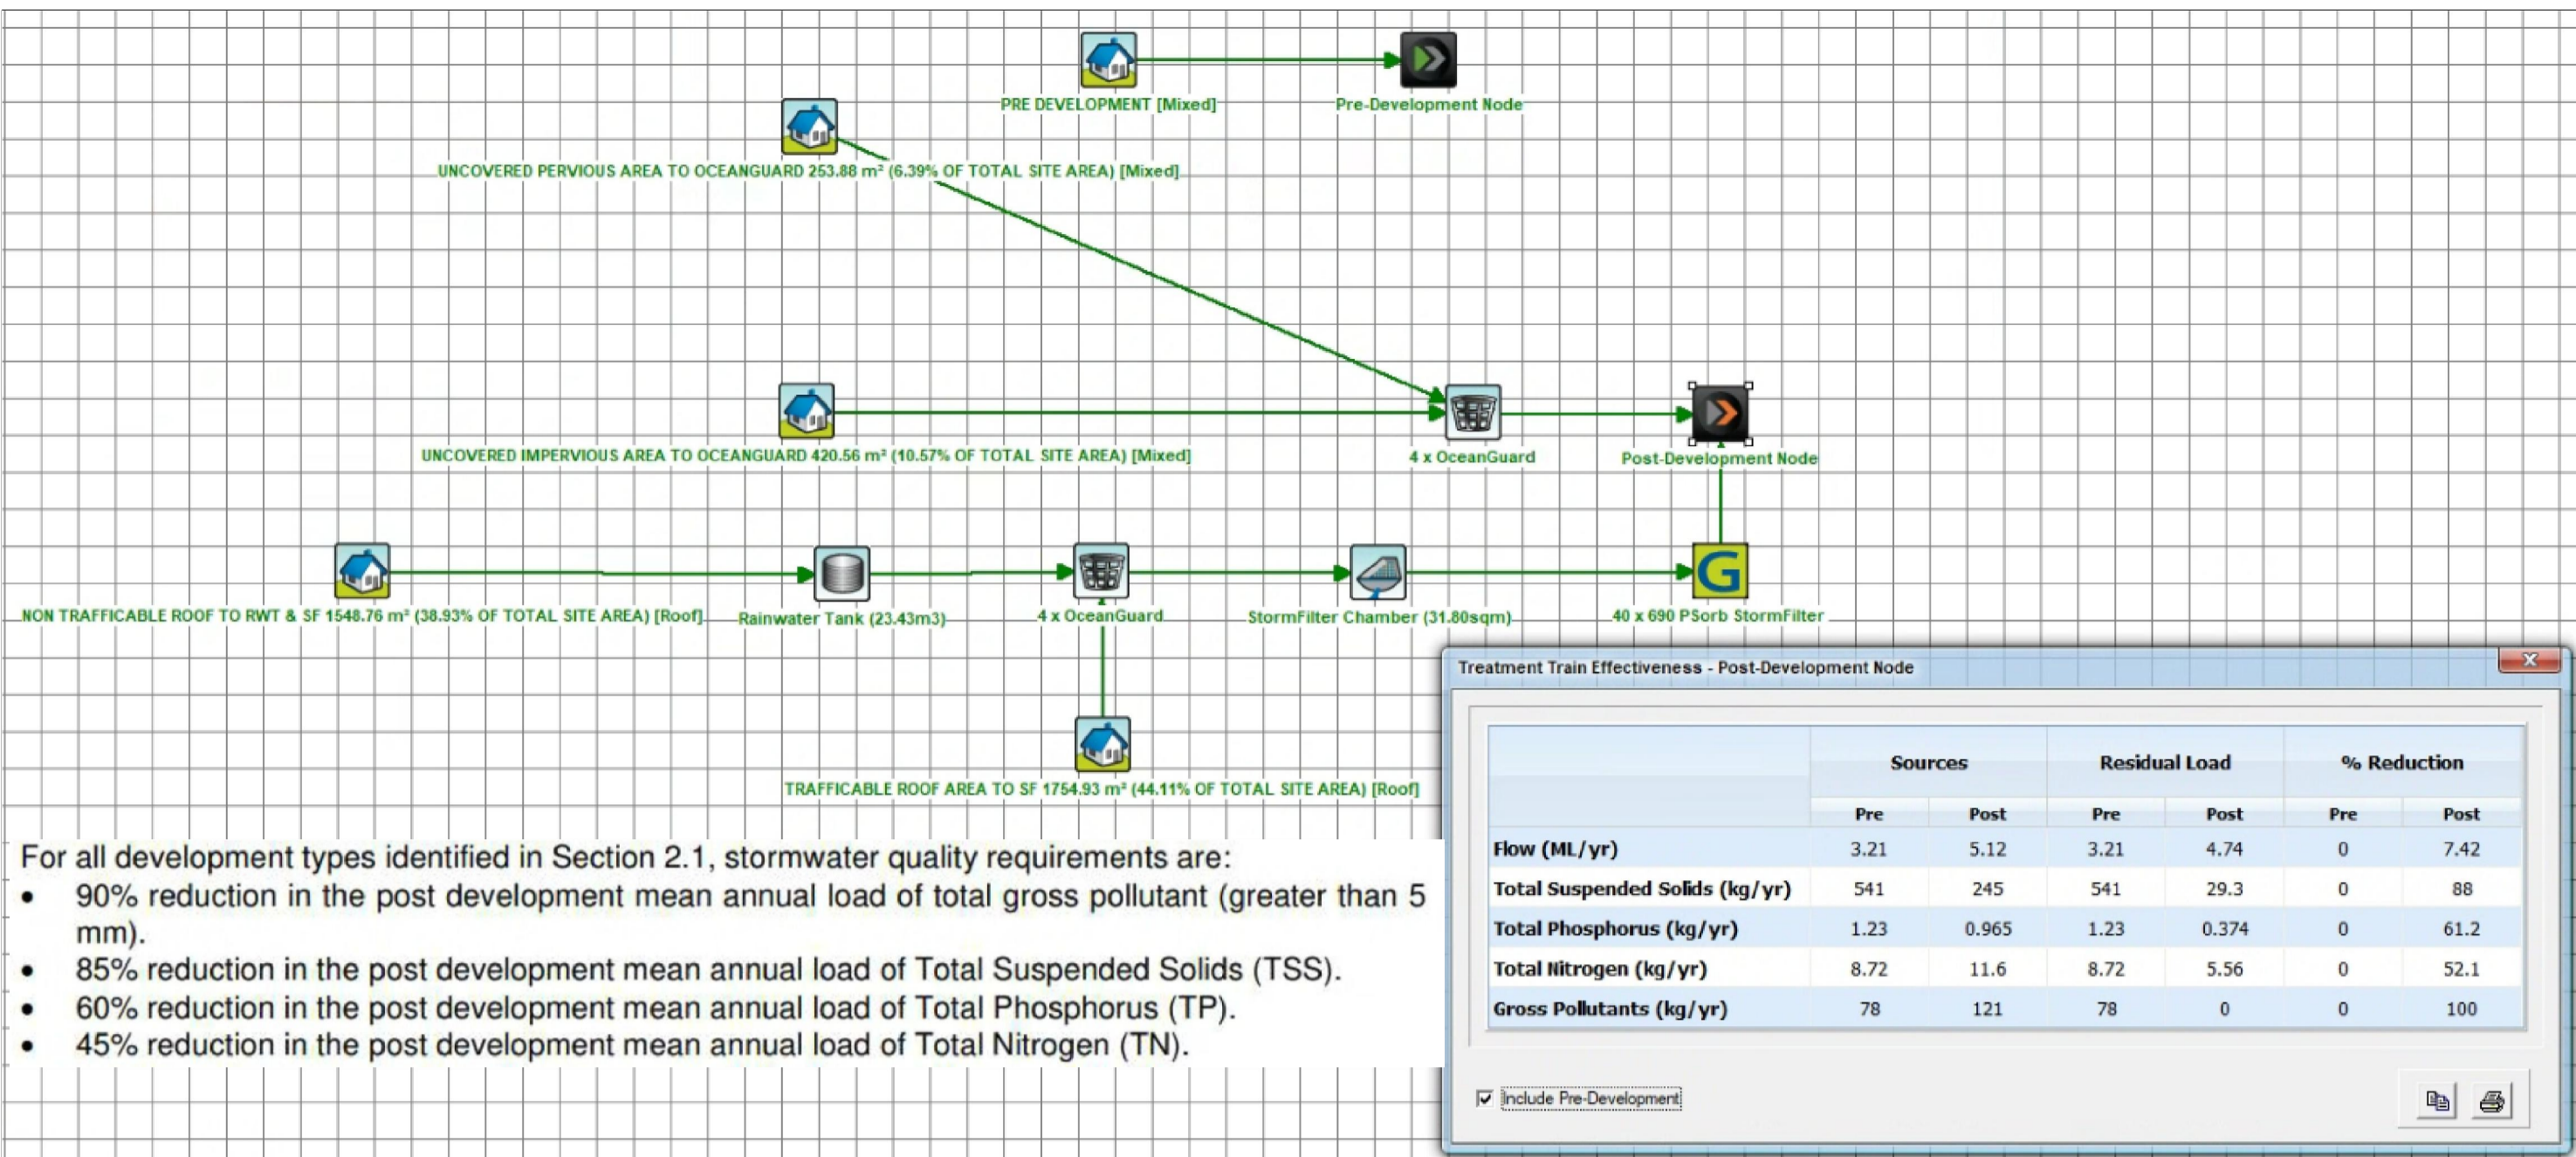 PRE DEVELOPMENT [Mixed]
Pre-Development Node
UNCOVERED PERVIOUS AREA TO OCEANGUARD 253.88 m² (6.39% OF TOTAL SITE AREA) [Mixed]
UNCOVERED IMPERVIOUS AREA TO OCEANGUARD 420.56 m² (10.57% OF TOTAL SITE AREA) [Mixed]
4 x OceanGuard
Post-Development Node
NON TRAFFICABLE ROOF TO RWT & SF 1548.76 m² (38.93% OF TOTAL SITE AREA) [Roof]
Rainwater Tank (23.43m3)
4 x OceanGuard
StormFilter Chamber (31.80sqm)
G
40 x 690 PSorb StormFilter
TRAFFICABLE ROOF AREA TO SF 1754.93 m² (44.11% OF TOTAL SITE AREA) [Roof]
For all development types identified in Section 2.1, stormwater quality requirements are:
• 90% reduction in the post development mean annual load of total gross pollutant (greater than 5
mm).
• 85% reduction in the post development mean annual load of Total Suspended Solids (TSS).
• 60% reduction in the post development mean annual load of Total Phosphorus (TP).
• 45% reduction in the post development mean annual load of Total Nitrogen (TN).
Treatment Train Effectiveness - Post-Development Node
Sources Residual Load % Reduction
Pre Post Pre Post Pre Post
Flow (ML/yr) 3.21 5.12 3.21 4.74 0 7.42
Total Suspended Solids (kg/yr) 541 245 541 29.3 0 88
Total Phosphorus (kg/yr) 1.23 0.965 1.23 0.374 0 61.2
Total Nitrogen (kg/yr) 8.72 11.6 8.72 5.56 0 52.1
Gross Pollutants (kg/yr) 78 121 78 0 0 100
Include Pre-Development